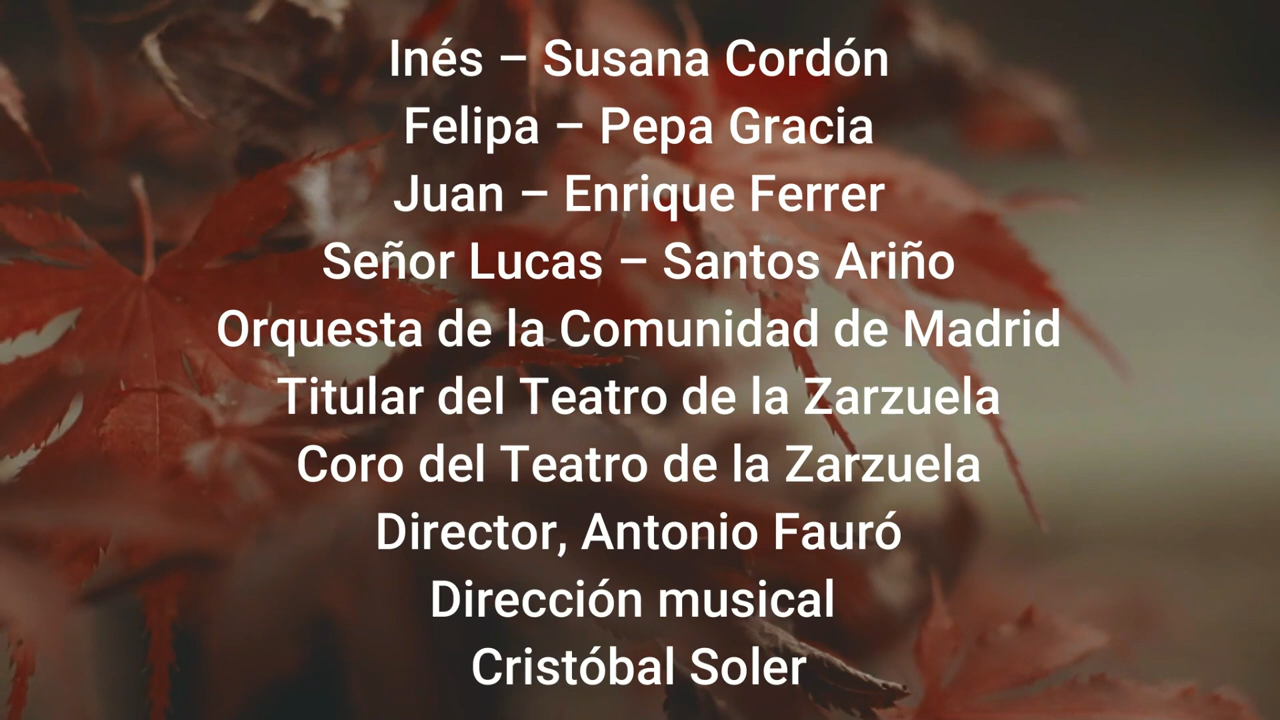 Inés – Susana Cordón
Felipa – Pepa Gracia
Juan – Enrique Ferrer
Señor Lucas – Santos Ariño
Orquesta de la Comunidad de Madrid
Titular del Teatro de la Zarzuela
Coro del Teatro de la Zarzuela
Director, Antonio Fauró
Dirección musical
Cristóbal Soler